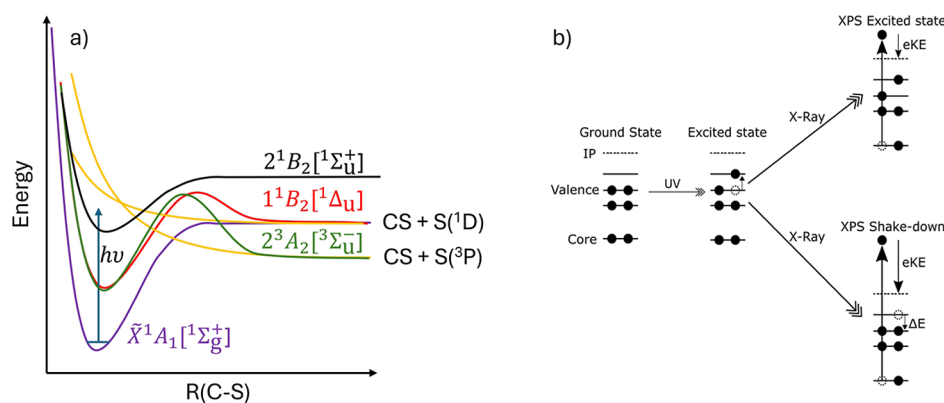 a)
Energy
hυ
2¹B₂[¹Σᵤ⁺]
1¹B₂[¹Δᵤ]
2³A₂[³Σᵤ⁻]
X̃¹A₁[¹Σg⁺]
CS + S(¹D)
CS + S(³P)
R(C-S)
b)
XPS Excited state
eKE
X-Ray
Ground State
Excited state
IP
Valence
UV
Core
X-Ray
XPS Shake-down
eKE
ΔE